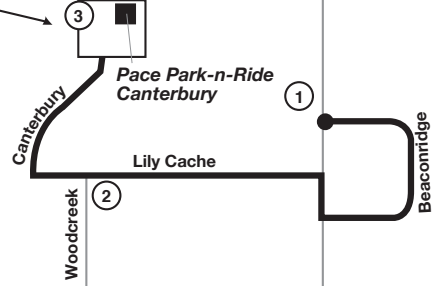 3
Pace Park-n-Ride
Canterbury
1
Canterbury
Beaconridge
Lily Cache
2
Woodcreek